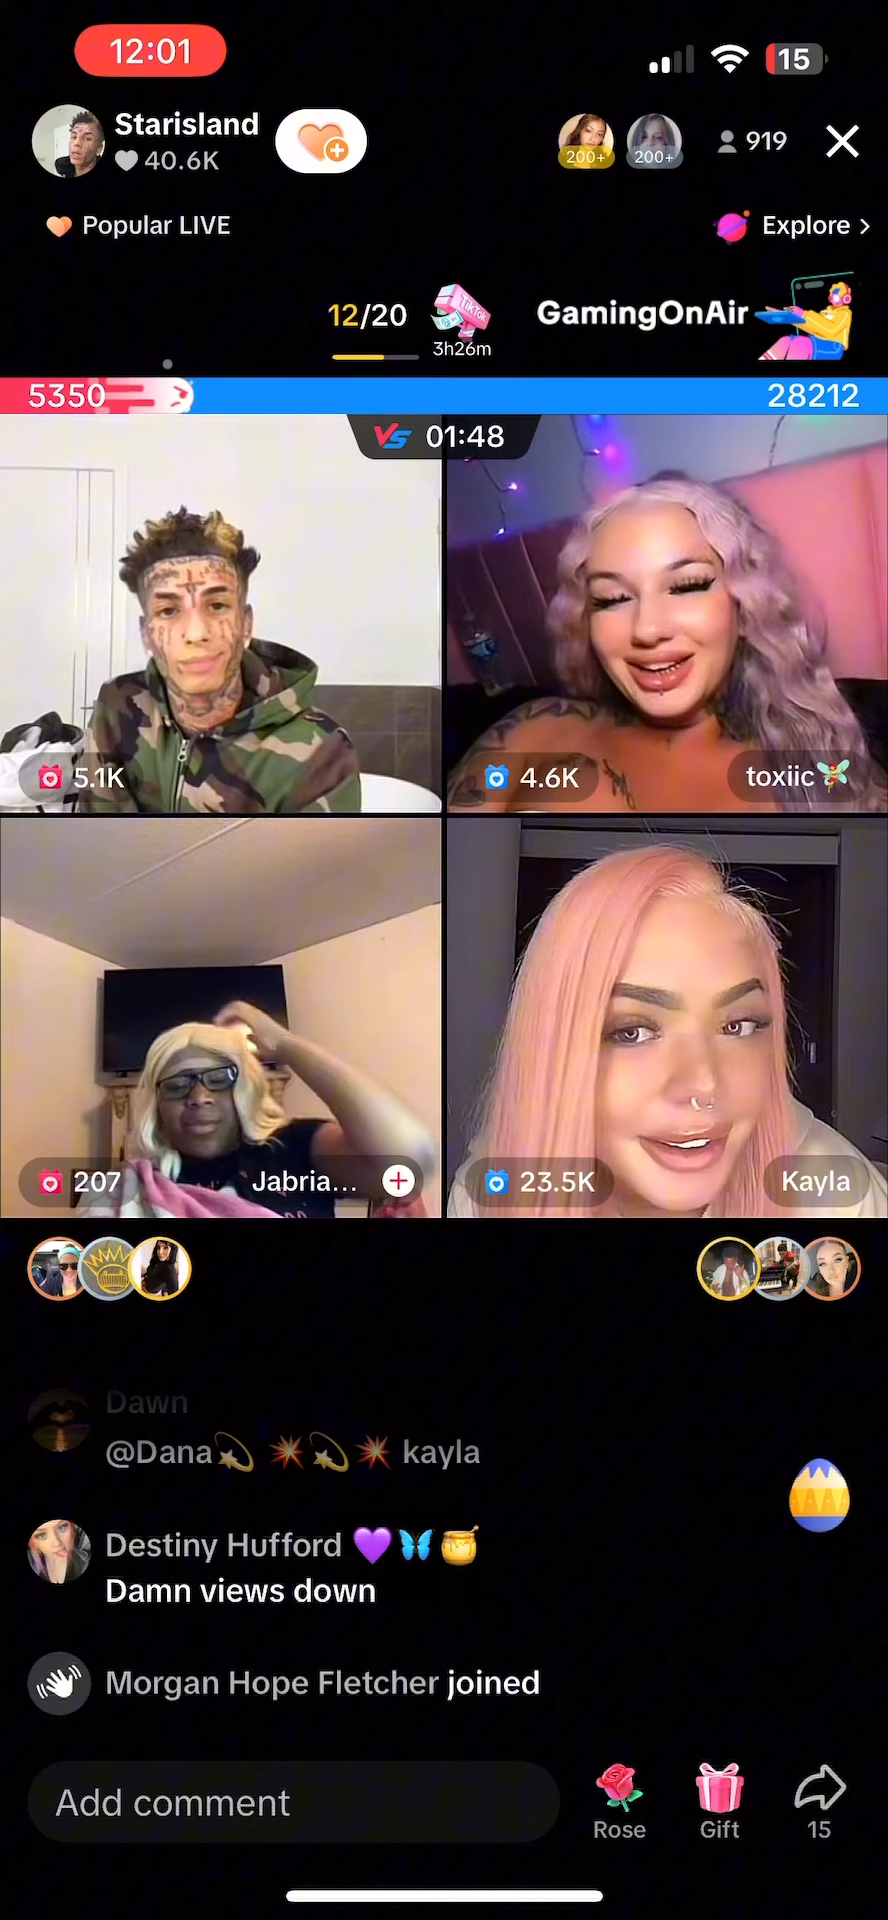 12:01
15
Starisland
40.6K
200+
200+
919
Popular LIVE
Explore >
12/20
TikTok
3h26m
GamingOnAir
5350
28212
VS 01:48
5.1K
4.6K
toxiic
207
Jabria...
23.5K
Kayla
Dawn
@Dana💫 💥💫💥 kayla
Destiny Hufford 💜🦋🍯
Damn views down
Morgan Hope Fletcher joined
Add comment
Rose
Gift
15